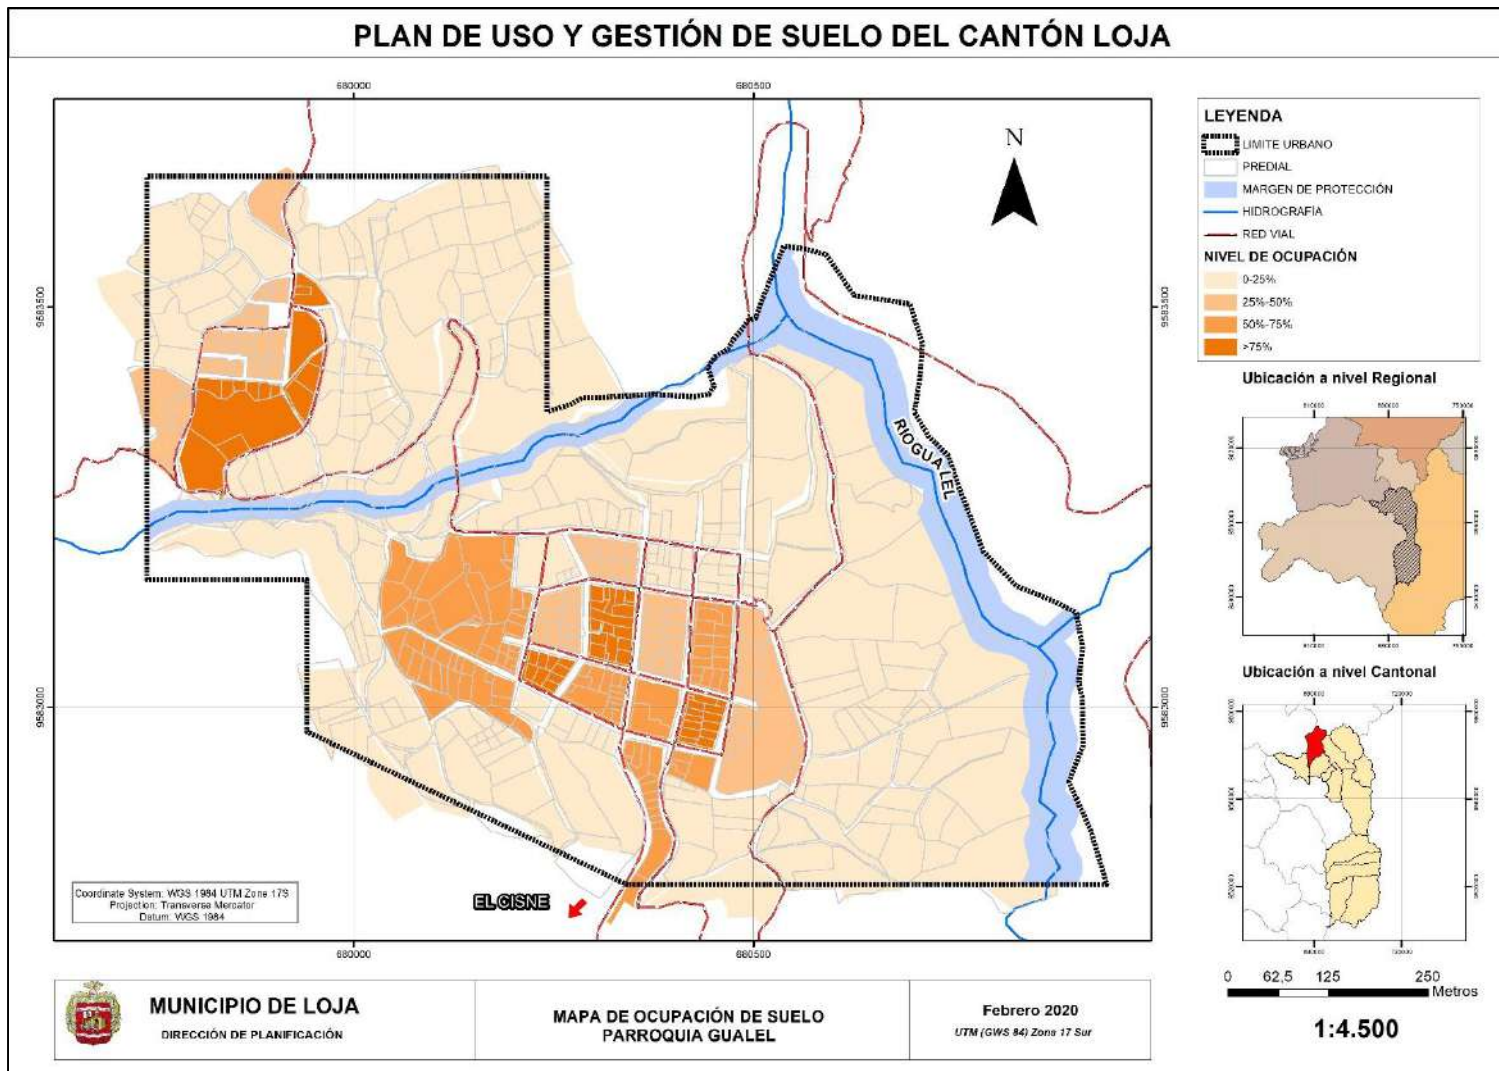 PLAN DE USO Y GESTIÓN DE SUELO DEL CANTÓN LOJA
680000
680500
9583500
9583500
9583000
9583000
N
RIO GUALEL
EL CISNE
Coordinate System: WGS 1984 UTM Zone 17S
Projection: Transverse Mercator
Datum: WGS 1984
680000
680500
LEYENDA
LIMITE URBANO
PREDIAL
MARGEN DE PROTECCIÓN
HIDROGRAFÍA
RED VIAL
NIVEL DE OCUPACIÓN
0-25%
25%-50%
50%-75%
>75%
Ubicación a nivel Regional
Ubicación a nivel Cantonal
0 62,5 125 250
Metros
1:4.500
MUNICIPIO DE LOJA
DIRECCIÓN DE PLANIFICACIÓN
MAPA DE OCUPACIÓN DE SUELO
PARROQUIA GUALEL
Febrero 2020
UTM (GWS 84) Zona 17 Sur